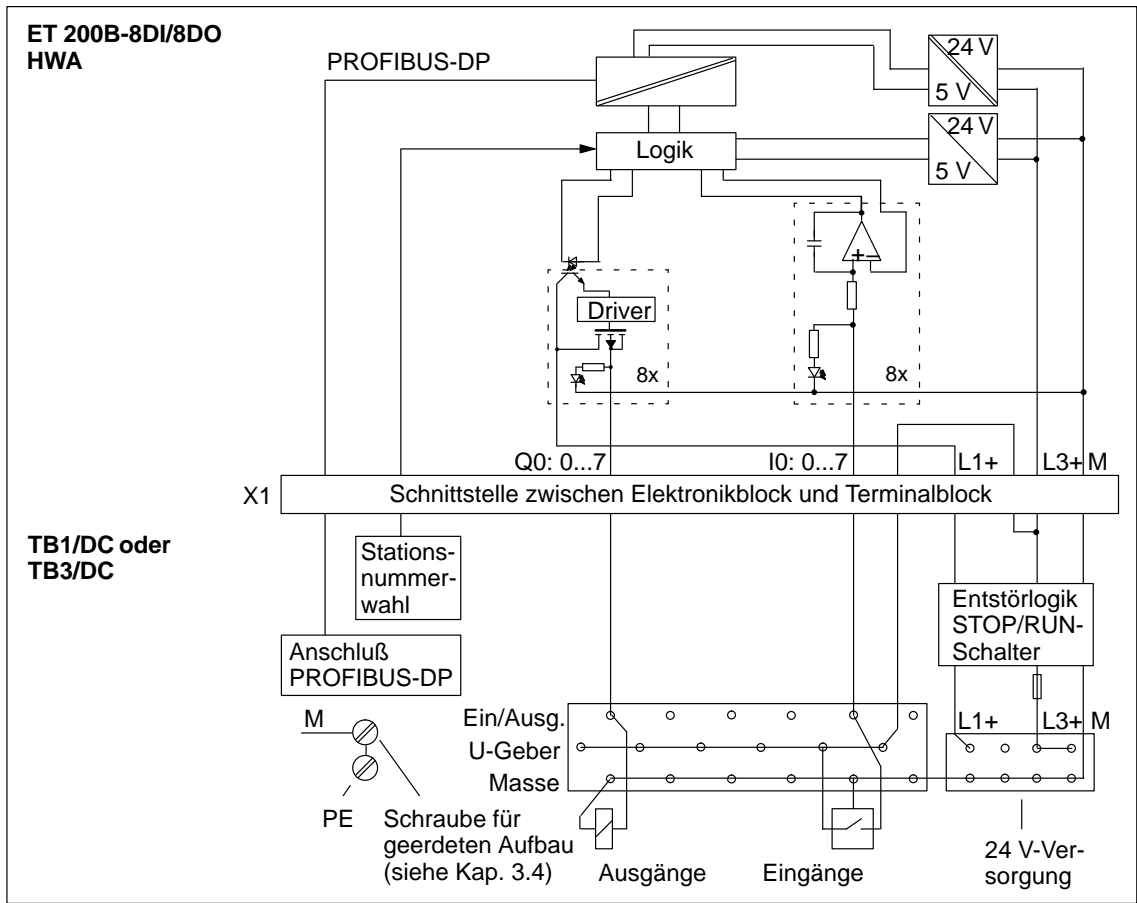 ET 200B-8DI/8DO
HWA
PROFIBUS-DP
24 V
5 V
24 V
5 V
Logik
+ –
Driver
8x
8x
Q0: 0...7
I0: 0...7
L1+
L3+ M
X1
Schnittstelle zwischen Elektronikblock und Terminalblock
TB1/DC oder
TB3/DC
Stations-
nummer-
wahl
Entstörlogik
STOP/RUN-
Schalter
Anschluß
PROFIBUS-DP
M
Ein/Ausg.
U-Geber
Masse
L1+
L3+ M
PE
Schraube für
geerdeten Aufbau
(siehe Kap. 3.4)
Ausgänge
Eingänge
24 V-Ver-
sorgung